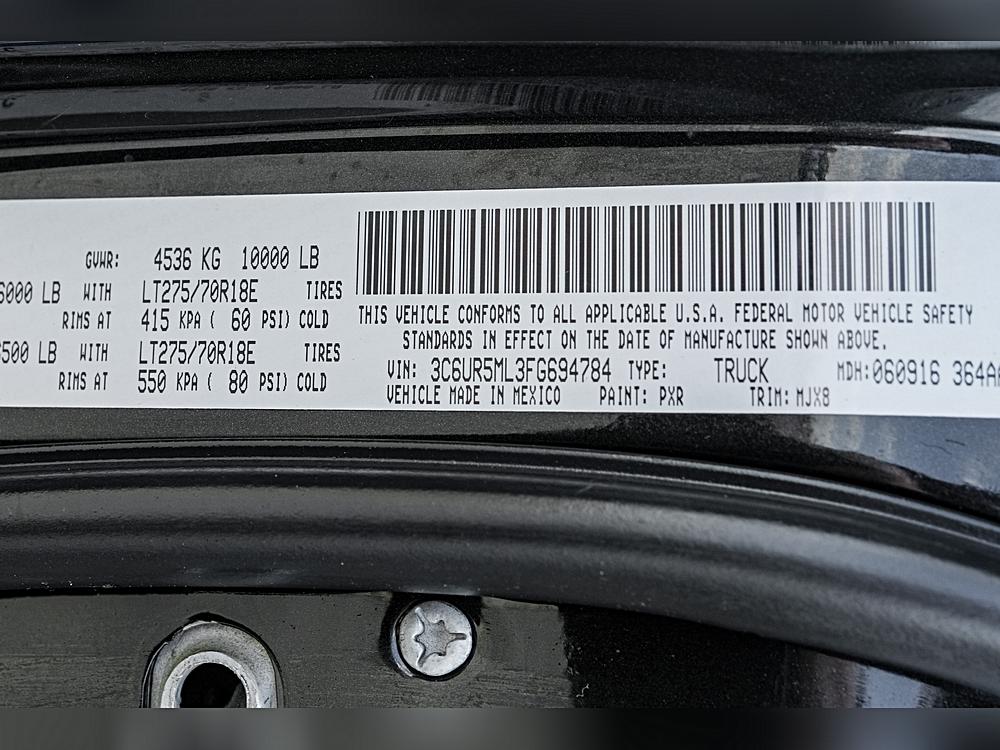 GVWR: 4536 KG 10000 LB
6000 LB WITH LT275/70R18E TIRES
RIMS AT 415 KPA ( 60 PSI) COLD
500 LB WITH LT275/70R18E TIRES
RIMS AT 550 KPA ( 80 PSI) COLD
THIS VEHICLE CONFORMS TO ALL APPLICABLE U.S.A. FEDERAL MOTOR VEHICLE SAFETY
STANDARDS IN EFFECT ON THE DATE OF MANUFACTURE SHOWN ABOVE.
VIN: 3C6UR5ML3FG694784 TYPE: TRUCK MDH:060916 364A
VEHICLE MADE IN MEXICO PAINT: PXR TRIM: MJX8